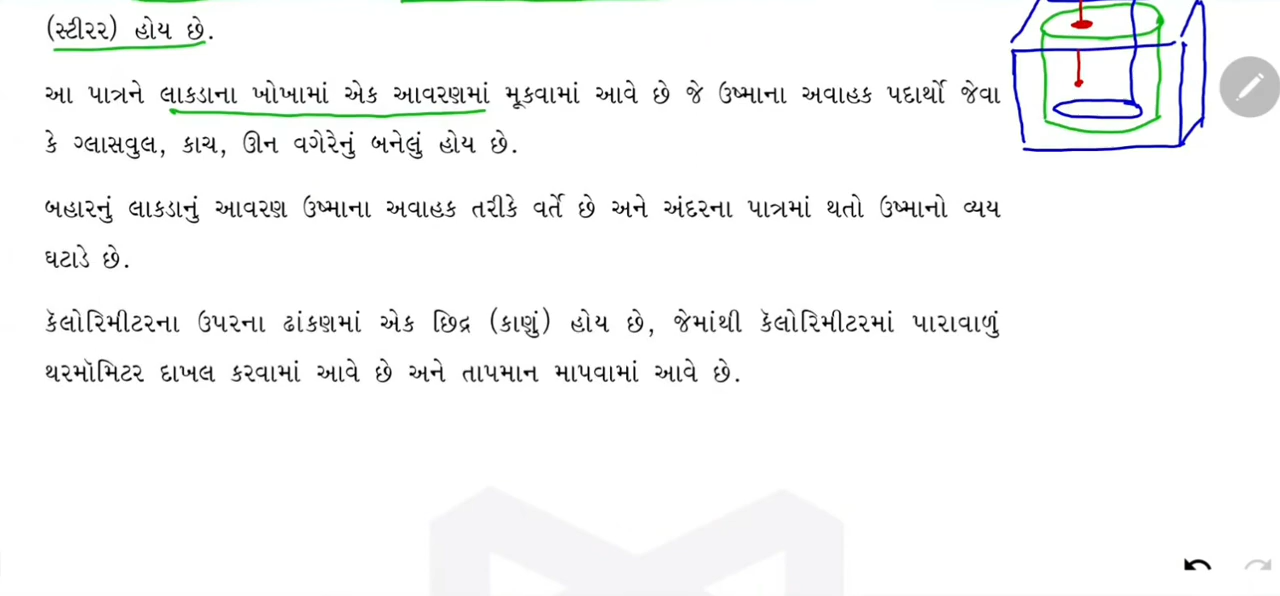 (સ્ટીરર) હોય છે.
આ પાત્રને લાકડાના ખોખામાં એક આવરણમાં મૂકવામાં આવે છે જે ઉષ્માના અવાહક પદાર્થો જેવા
કે ગ્લાસવુલ, કાચ, ઊન વગેરેનું બનેલું હોય છે.
બહારનું લાકડાનું આવરણ ઉષ્માના અવાહક તરીકે વર્તે છે અને અંદરના પાત્રમાં થતો ઉષ્માનો વ્યય
ઘટાડે છે.
કૅલોરિમીટરના ઉપરના ઢાંકણમાં એક છિદ્ર (કાણું) હોય છે, જેમાંથી કૅલોરિમીટરમાં પારાવાળું
થરમૉમિટર દાખલ કરવામાં આવે છે અને તાપમાન માપવામાં આવે છે.